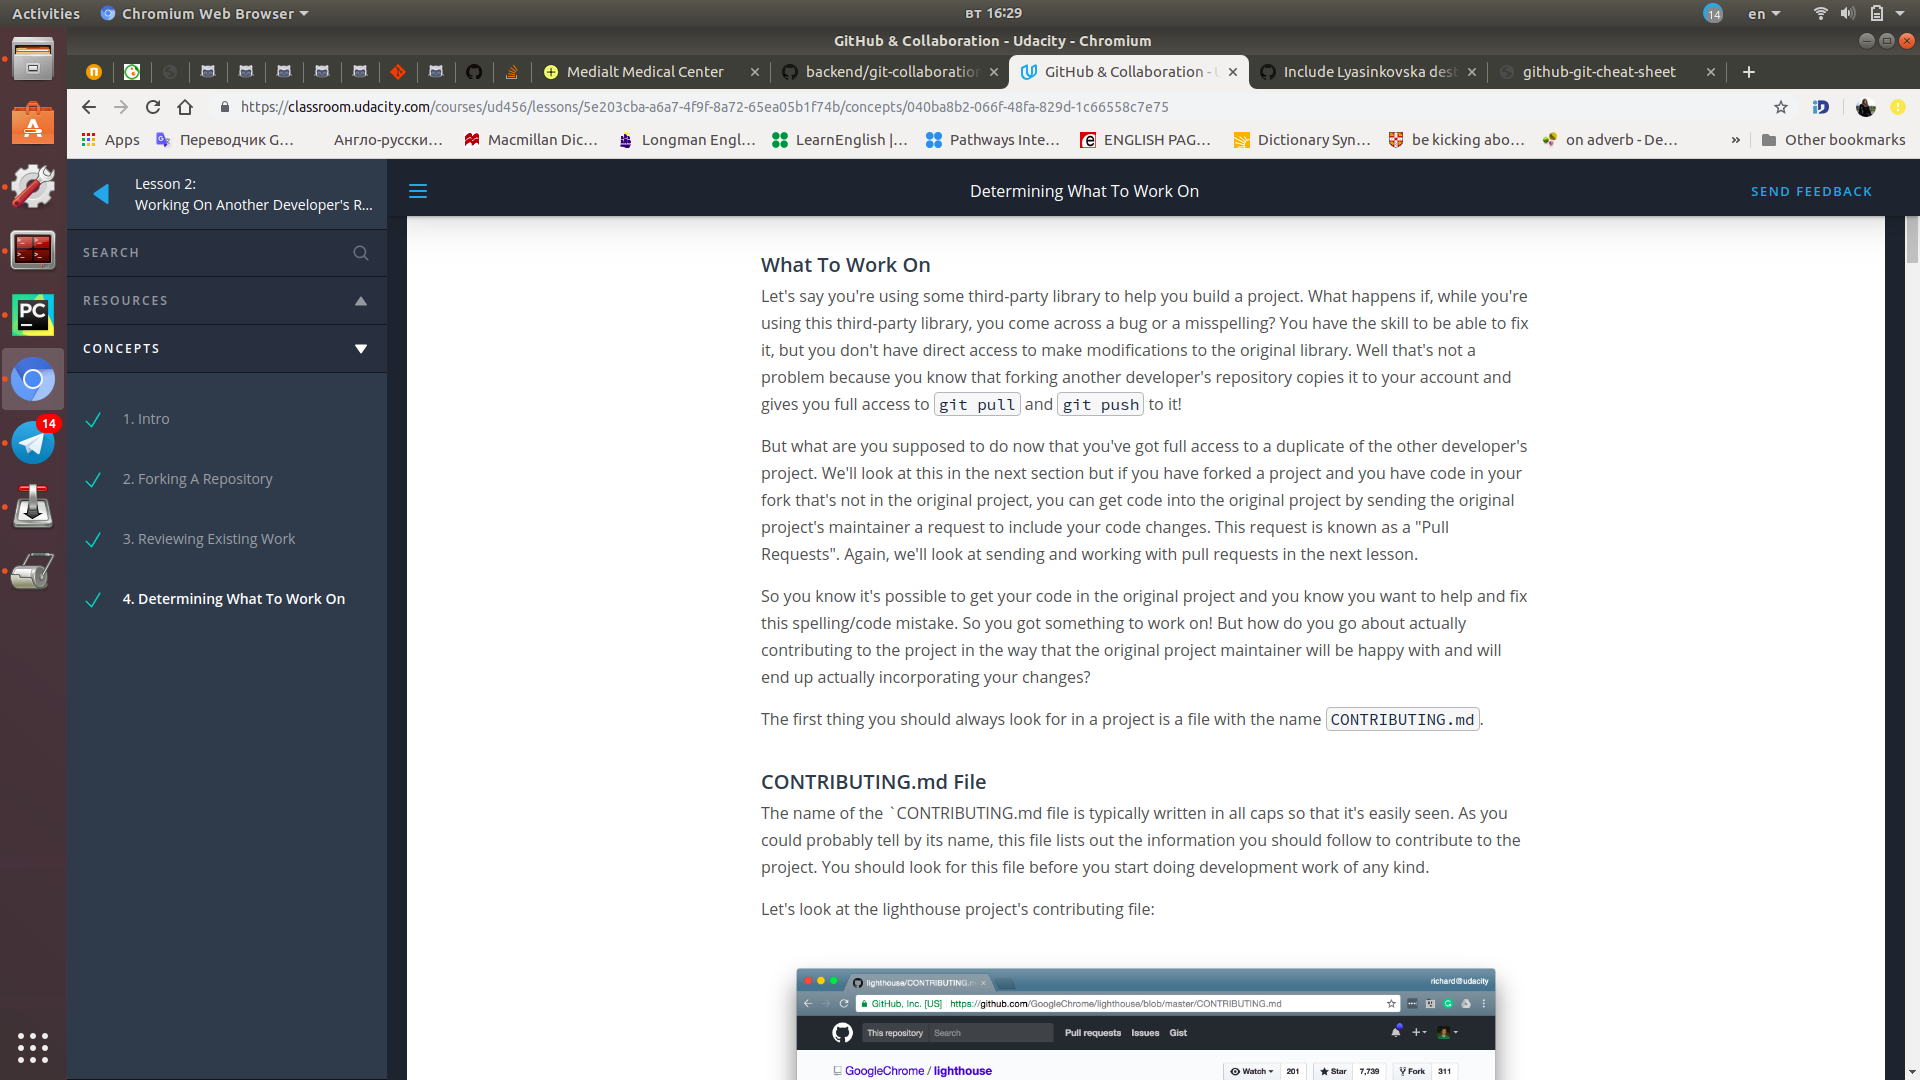 Activities
Chromium Web Browser
вт 16:29
14
en
GitHub & Collaboration - Udacity - Chromium
Medialt Medical Center
backend/git-collaboration
GitHub & Collaboration - U
Include Lyasinkovska dest
github-git-cheat-sheet
https://classroom.udacity.com/courses/ud456/lessons/5e203cba-a6a7-4f9f-8a72-65ea05b1f74b/concepts/040ba8b2-066f-48fa-829d-1c66558c7e75
Apps
Переводчик G…
Англо-русски…
Macmillan Dic…
Longman Engl…
LearnEnglish |…
Pathways Inte…
ENGLISH PAG…
Dictionary Syn…
be kicking abo…
on adverb - De…
»
Other bookmarks
Lesson 2:
Working On Another Developer's R...
Determining What To Work On
SEND FEEDBACK
SEARCH
RESOURCES
CONCEPTS
1. Intro
2. Forking A Repository
3. Reviewing Existing Work
4. Determining What To Work On
PC
14
What To Work On
Let's say you're using some third-party library to help you build a project. What happens if, while you're
using this third-party library, you come across a bug or a misspelling? You have the skill to be able to fix
it, but you don't have direct access to make modifications to the original library. Well that's not a
problem because you know that forking another developer's repository copies it to your account and
gives you full access to git pull and git push to it!
But what are you supposed to do now that you've got full access to a duplicate of the other developer's
project. We'll look at this in the next section but if you have forked a project and you have code in your
fork that's not in the original project, you can get code into the original project by sending the original
project's maintainer a request to include your code changes. This request is known as a "Pull
Requests". Again, we'll look at sending and working with pull requests in the next lesson.
So you know it's possible to get your code in the original project and you know you want to help and fix
this spelling/code mistake. So you got something to work on! But how do you go about actually
contributing to the project in the way that the original project maintainer will be happy with and will
end up actually incorporating your changes?
The first thing you should always look for in a project is a file with the name CONTRIBUTING.md.
CONTRIBUTING.md File
The name of the `CONTRIBUTING.md file is typically written in all caps so that it's easily seen. As you
could probably tell by its name, this file lists out the information you should follow to contribute to the
project. You should look for this file before you start doing development work of any kind.
Let's look at the lighthouse project's contributing file:
lighthouse/CONTRIBUTING.m
richard@udacity
GitHub, Inc. [US]
https://github.com/GoogleChrome/lighthouse/blob/master/CONTRIBUTING.md
This repository
Search
Pull requests
Issues
Gist
GoogleChrome / lighthouse
Watch
201
Star
7,739
Fork
311